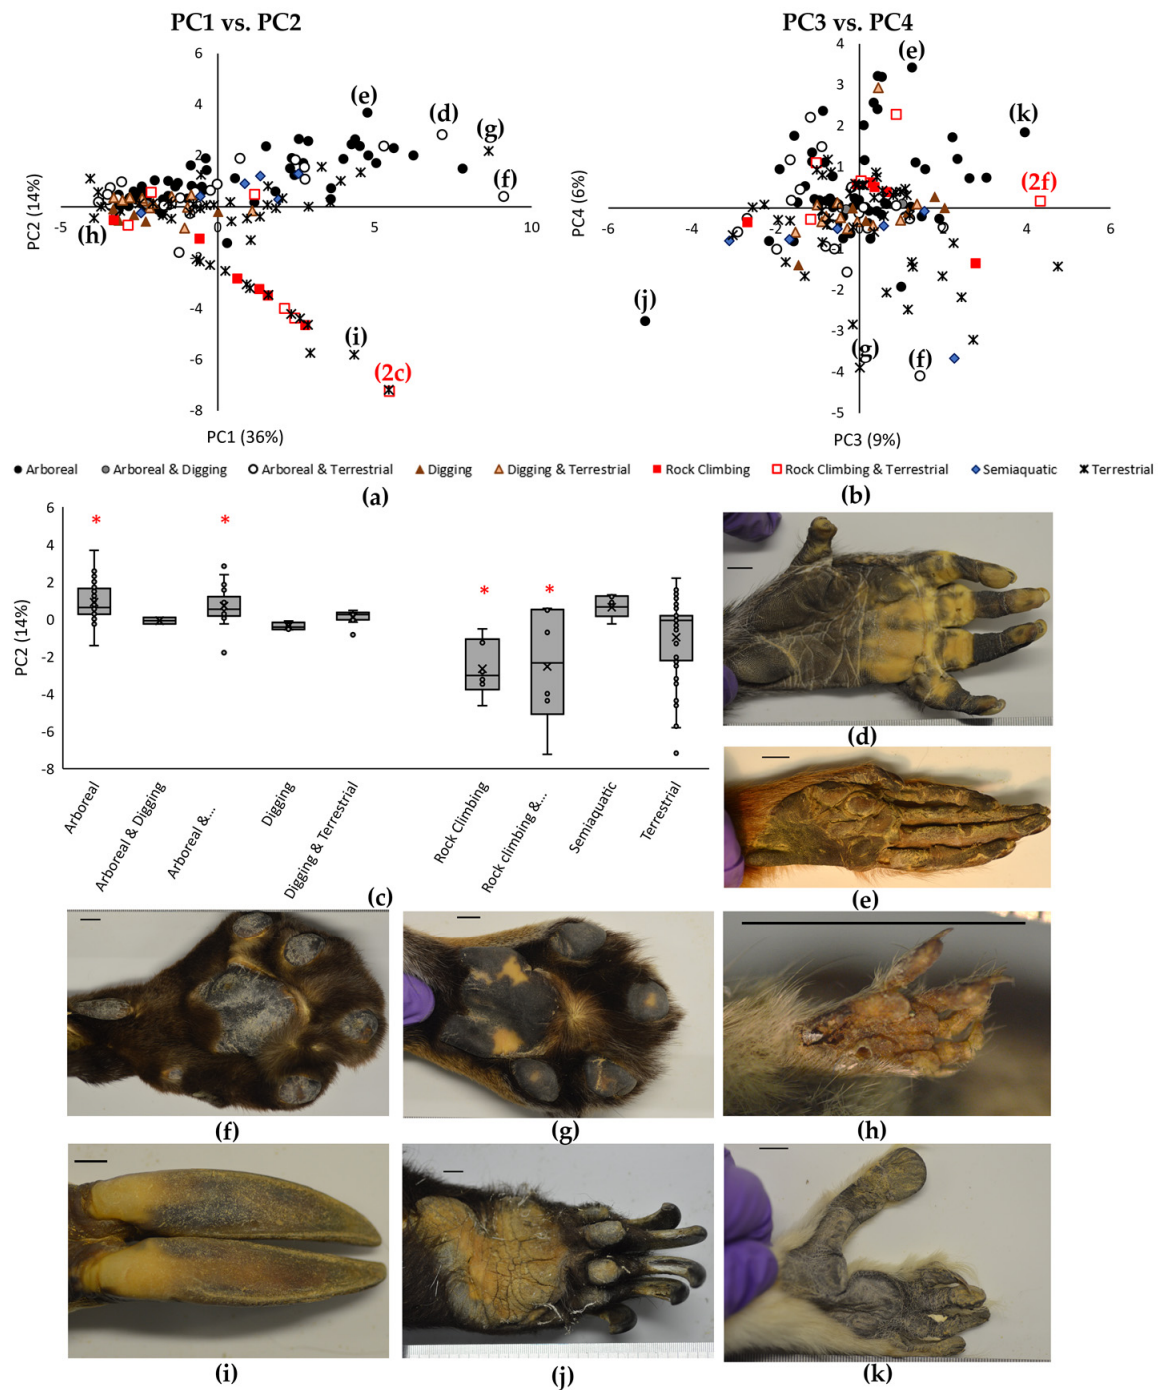 PC1 vs. PC2
PC3 vs. PC4
6
4
2
0
-2
-4
-6
-8
-5
0
5
10
PC2 (14%)
PC1 (36%)
(e)
(d)
(g)
(f)
(h)
(i)
(2c)
4
3
2
1
0
-1
-2
-3
-4
-5
-6
-4
-2
0
2
4
6
PC4 (6%)
PC3 (9%)
(e)
(k)
(2f)
(j)
(g)
(f)
Arboreal
Arboreal & Digging
Arboreal & Terrestrial
Digging
Digging & Terrestrial
Rock Climbing
Rock Climbing & Terrestrial
Semiaquatic
Terrestrial
(a)
(b)
6
4
2
0
-2
-4
-6
-8
PC2 (14%)
*
*
*
*
Arboreal
Arboreal & Digging
Arboreal &...
Digging
Digging & Terrestrial
Rock Climbing
Rock climbing &...
Semiaquatic
Terrestrial
(c)
(d)
(e)
(f)
(g)
(h)
(i)
(j)
(k)